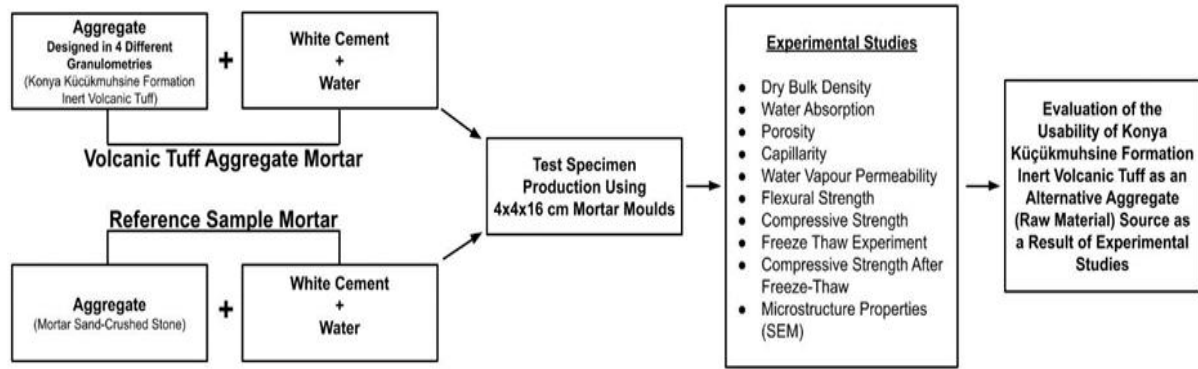 Aggregate
Designed in 4 Different
Granulometries
(Konya Kücükmuhsine Formation
Inert Volcanic Tuff)
+
White Cement
+
Water
Volcanic Tuff Aggregate Mortar
Reference Sample Mortar
Aggregate
(Mortar Sand-Crushed Stone)
+
White Cement
+
Water
Test Specimen
Production Using
4x4x16 cm Mortar Moulds
Experimental Studies
● Dry Bulk Density
● Water Absorption
● Porosity
● Capillarity
● Water Vapour Permeability
● Flexural Strength
● Compressive Strength
● Freeze Thaw Experiment
● Compressive Strength After
Freeze-Thaw
● Microstructure Properties
(SEM)
Evaluation of the
Usability of Konya
Küçükmuhsine Formation
Inert Volcanic Tuff as an
Alternative Aggregate
(Raw Material) Source as
a Result of Experimental
Studies